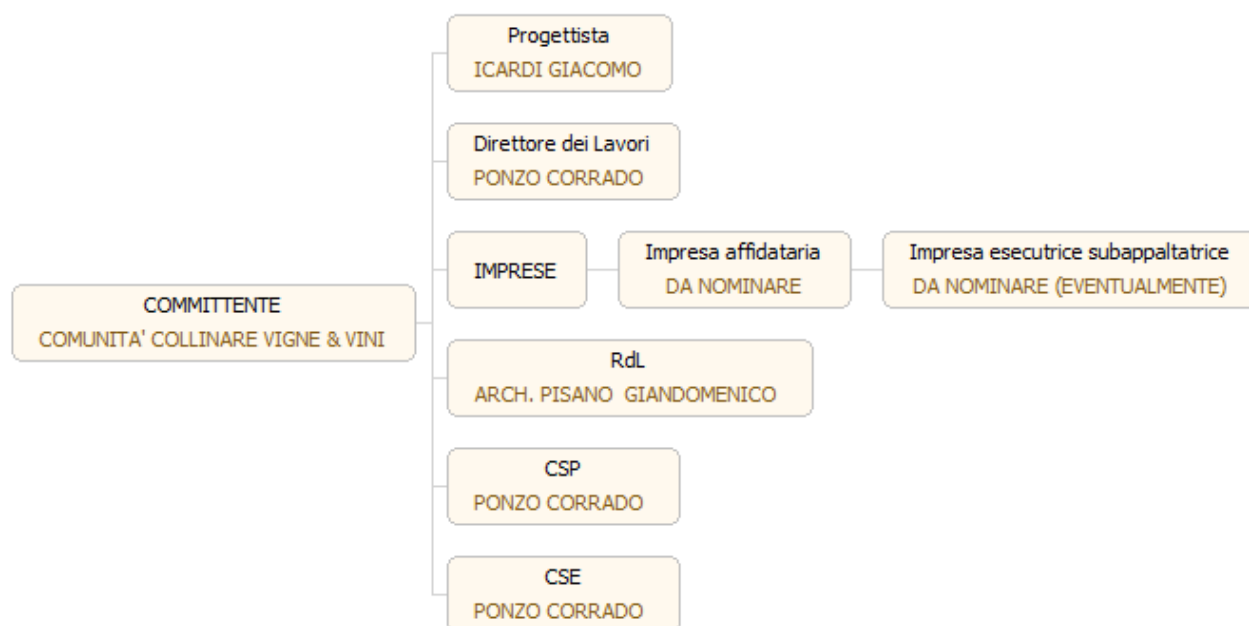 Progettista
ICARDI GIACOMO
Direttore dei Lavori
PONZO CORRADO
IMPRESE
Impresa affidataria
DA NOMINARE
Impresa esecutrice subappaltatrice
DA NOMINARE (EVENTUALMENTE)
COMMITTENTE
COMUNITA' COLLINARE VIGNE & VINI
RdL
ARCH. PISANO  GIANDOMENICO
CSP
PONZO CORRADO
CSE
PONZO CORRADO